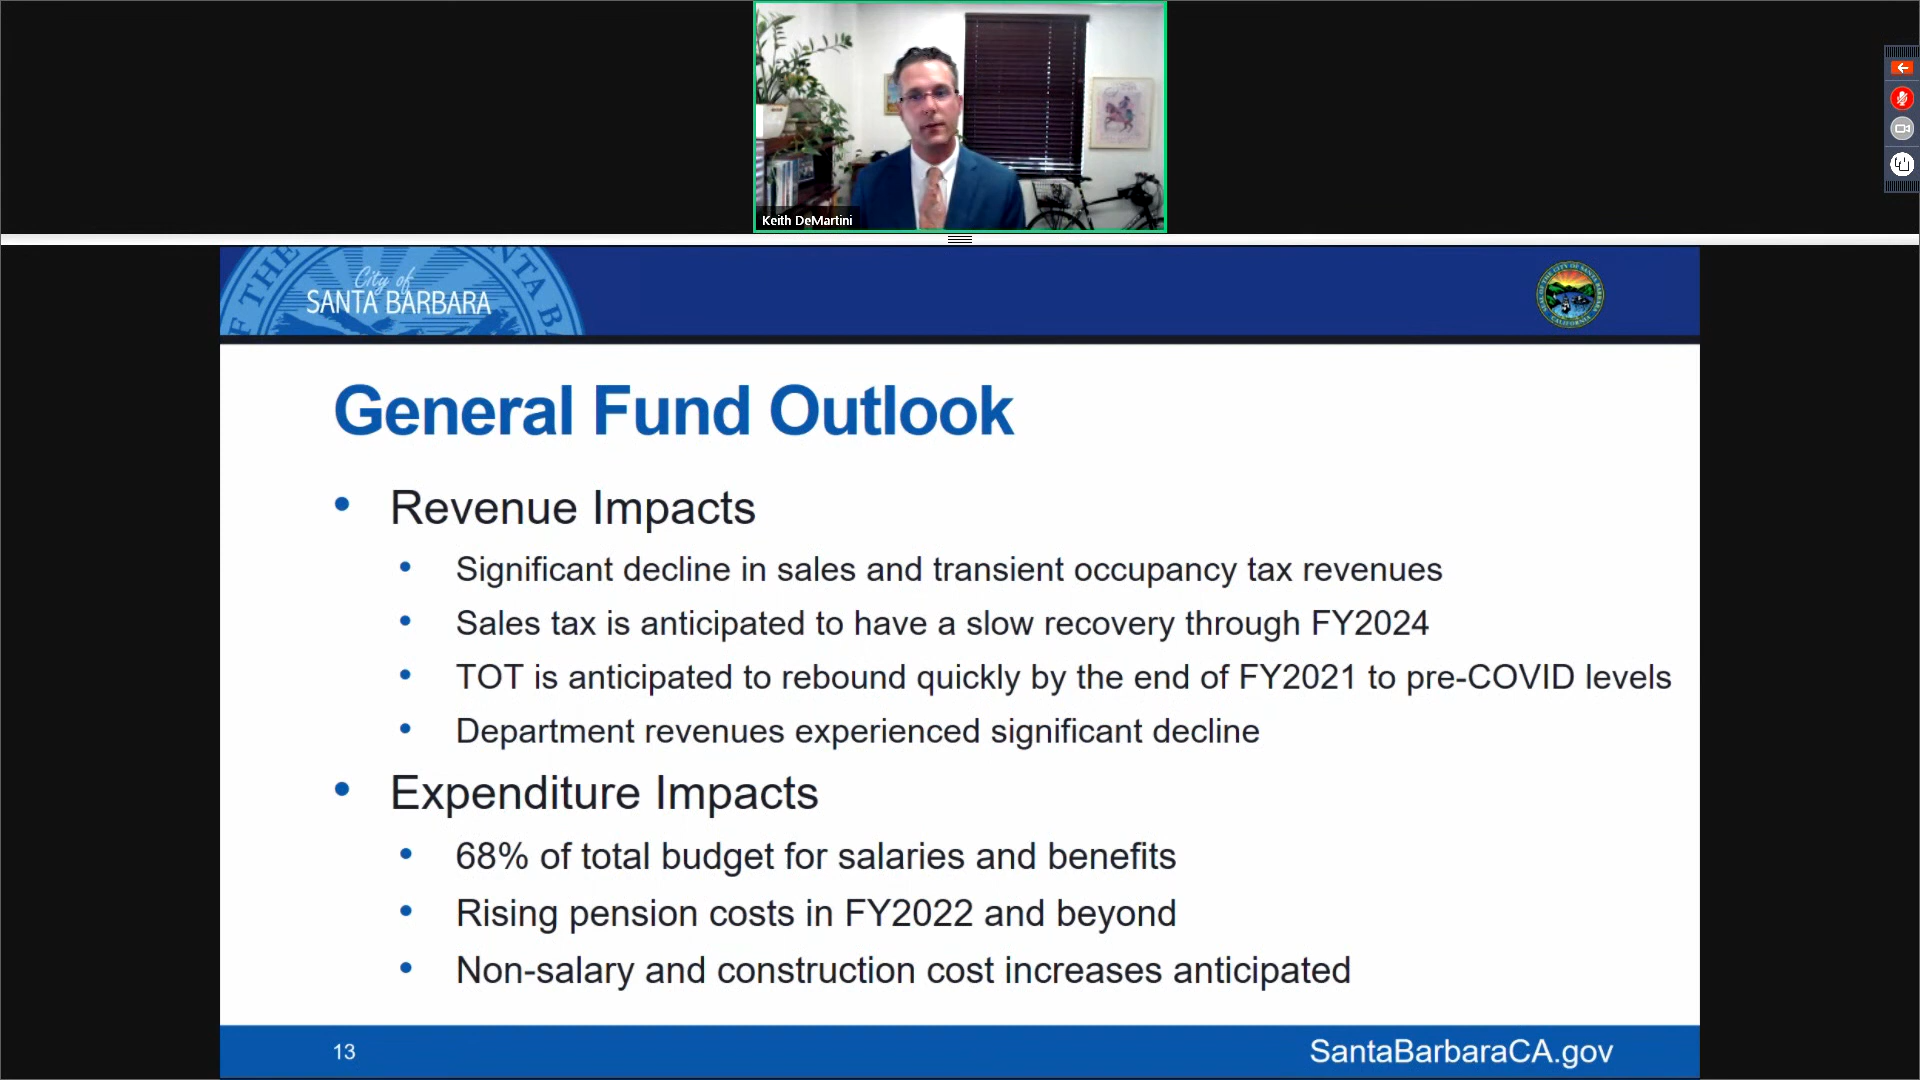 Keith DeMartini
F THE
NTA B
City of
SANTA BARBARA
General Fund Outlook
• Revenue Impacts
• Significant decline in sales and transient occupancy tax revenues
• Sales tax is anticipated to have a slow recovery through FY2024
• TOT is anticipated to rebound quickly by the end of FY2021 to pre-COVID levels
• Department revenues experienced significant decline
• Expenditure Impacts
• 68% of total budget for salaries and benefits
• Rising pension costs in FY2022 and beyond
• Non-salary and construction cost increases anticipated
13
SantaBarbaraCA.gov